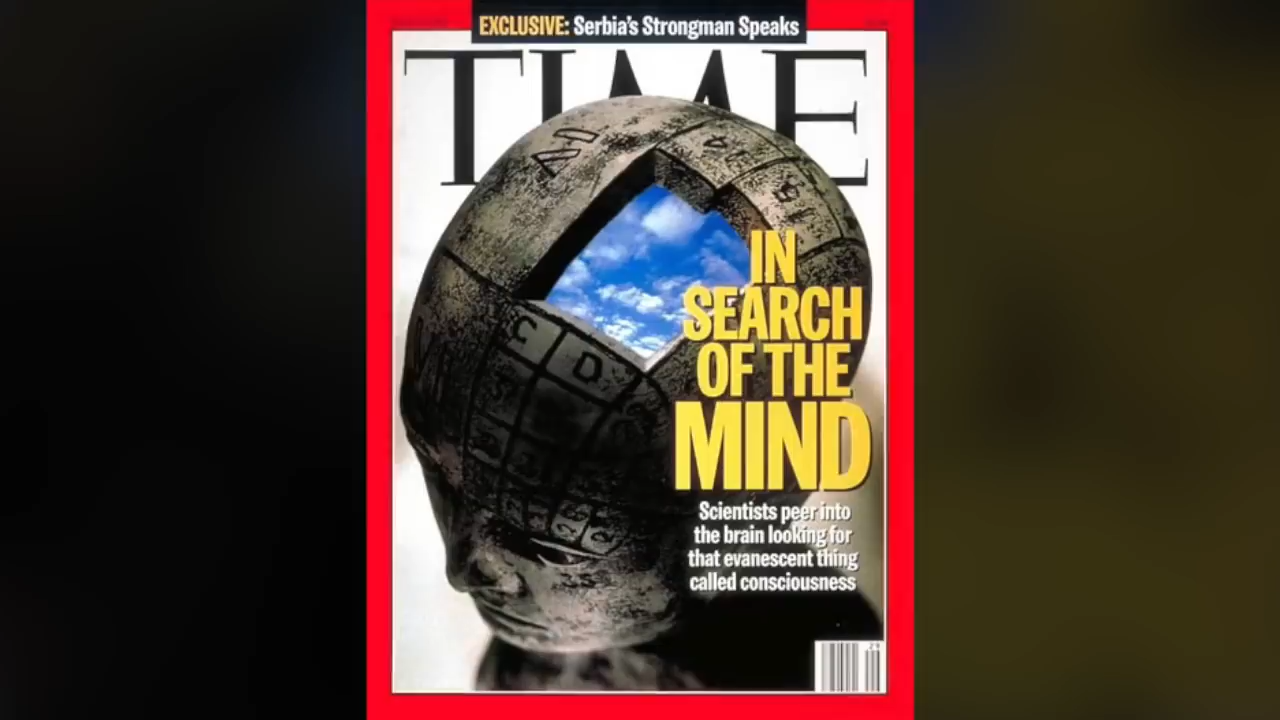 EXCLUSIVE: Serbia's Strongman Speaks
TIME
IN
SEARCH
OF THE
MIND
Scientists peer into
the brain looking for
that evanescent thing
called consciousness
C D